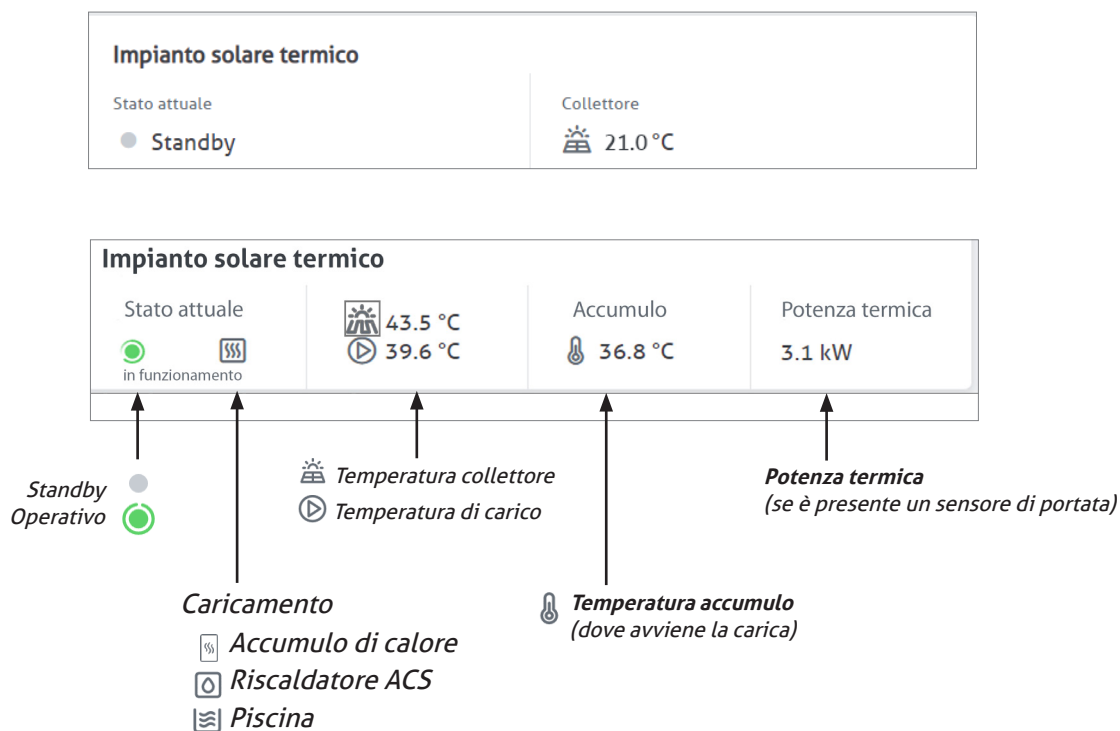 Impianto solare termico
Stato attuale
Collettore
Standby
21.0 °C
Impianto solare termico
Stato attuale
43.5 °C
39.6 °C
Accumulo
Potenza termica
36.8 °C
3.1 kW
in funzionamento
Standby
Operativo
Temperatura collettore
Temperatura di carico
Potenza termica
(se è presente un sensore di portata)
Caricamento
Accumulo di calore
Riscaldatore ACS
Piscina
Temperatura accumulo
(dove avviene la carica)